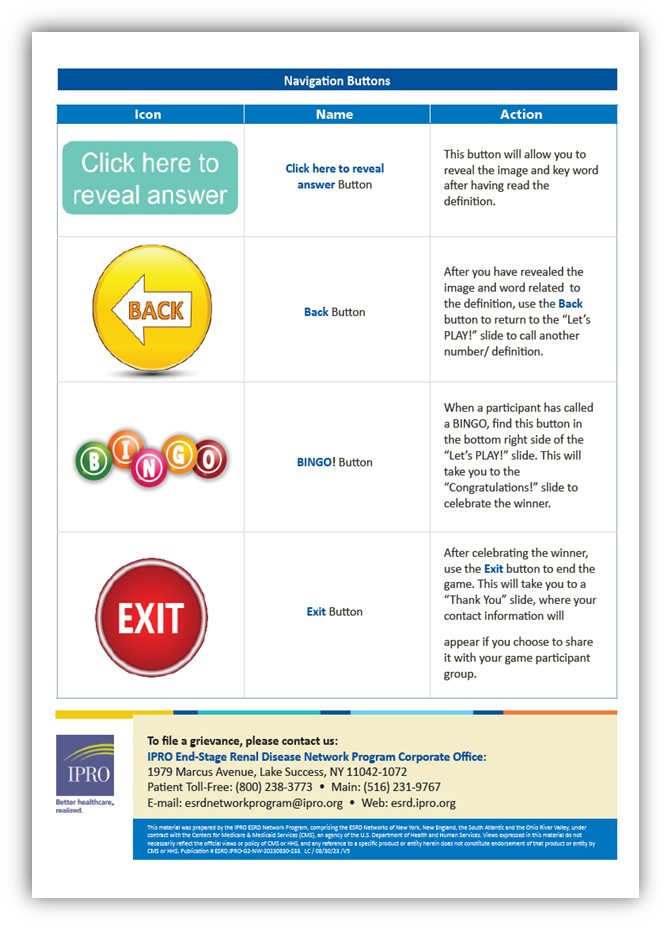 Navigation Buttons
Icon Name Action
Click here to
reveal answer
Click here to reveal
answer Button
This button will allow you to
reveal the image and key word
after having read the
definition.
BACK
Back Button
After you have revealed the
image and word related to
the definition, use the Back
button to return to the “Let’s
PLAY!” slide to call another
number/ definition.
BINGO
BINGO! Button
When a participant has called
a BINGO, find this button in
the bottom right side of the
“Let’s PLAY!” slide. This will
take you to the
“Congratulations!” slide to
celebrate the winner.
EXIT
Exit Button
After celebrating the winner,
use the Exit button to end the
game. This will take you to a
“Thank You” slide, where your
contact information will
appear if you choose to share
it with your game participant
group.
IPRO
Better healthcare,
realized.
To file a grievance, please contact us:
IPRO End-Stage Renal Disease Network Program Corporate Office:
1979 Marcus Avenue, Lake Success, NY 11042-1072
Patient Toll-Free: (800) 238-3773 • Main: (516) 231-9767
E-mail: esrdnetworkprogram@ipro.org • Web: esrd.ipro.org
This material was prepared by the IPRO ESRD Network Program, comprising the ESRD Networks of New York, New England, the South Atlantic and the Ohio River Valley, under
contract with the Centers for Medicare & Medicaid Services (CMS), an agency of the U.S. Department of Health and Human Services. Views expressed in this material do not
necessarily reflect the official views or policy of CMS or HHS, and any reference to a specific product or entity herein does not constitute endorsement of that product or entity by
CMS or HHS. Publication # ESRD.IPRO-G2-NW-20230830-233. LC / 08/30/23 /V5